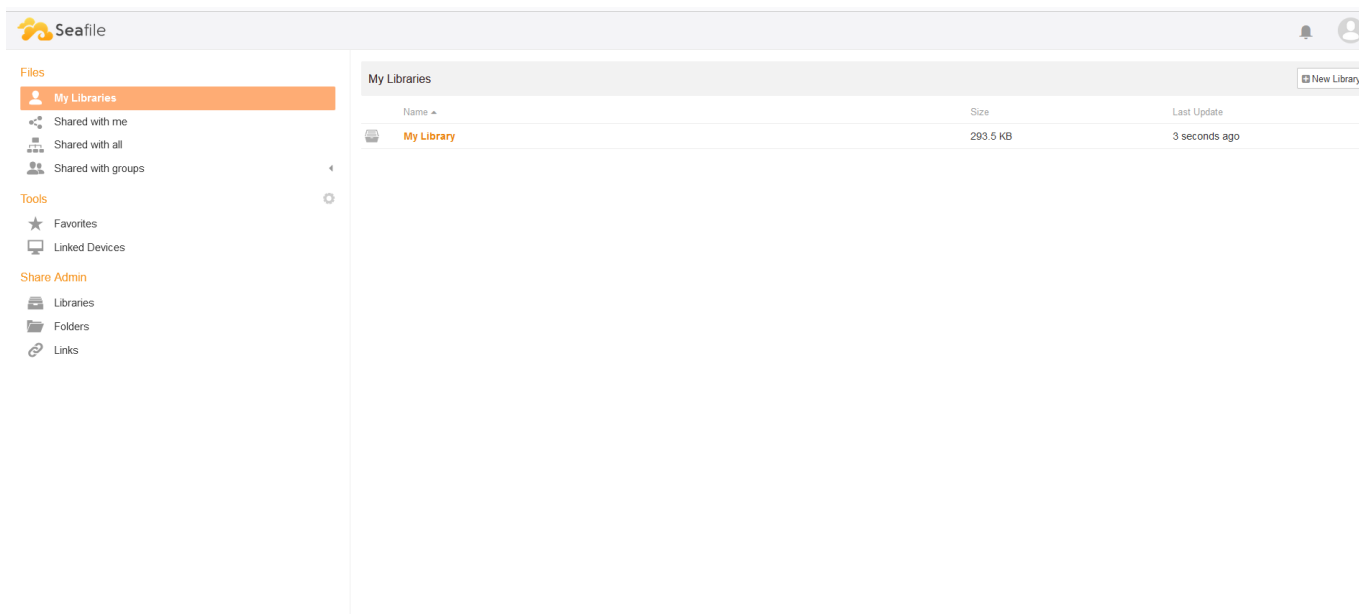 Seafile
Files
My Libraries
Shared with me
Shared with all
Shared with groups
Tools
Favorites
Linked Devices
Share Admin
Libraries
Folders
Links
My Libraries
New Library
Name Size Last Update
My Library 293.5 KB 3 seconds ago